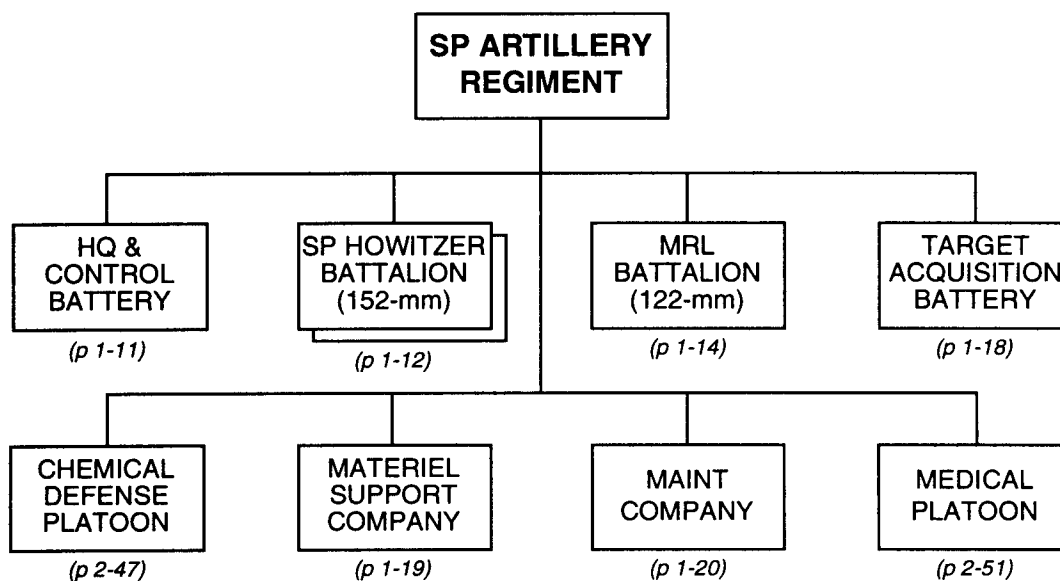 SP ARTILLERY
REGIMENT
HQ &
CONTROL
BATTERY
(p 1-11)
SP HOWITZER
BATTALION
(152-mm)
(p 1-12)
MRL
BATTALION
(122-mm)
(p 1-14)
TARGET
ACQUISITION
BATTERY
(p 1-18)
CHEMICAL
DEFENSE
PLATOON
(p 2-47)
MATERIEL
SUPPORT
COMPANY
(p 1-19)
MAINT
COMPANY
(p 1-20)
MEDICAL
PLATOON
(p 2-51)